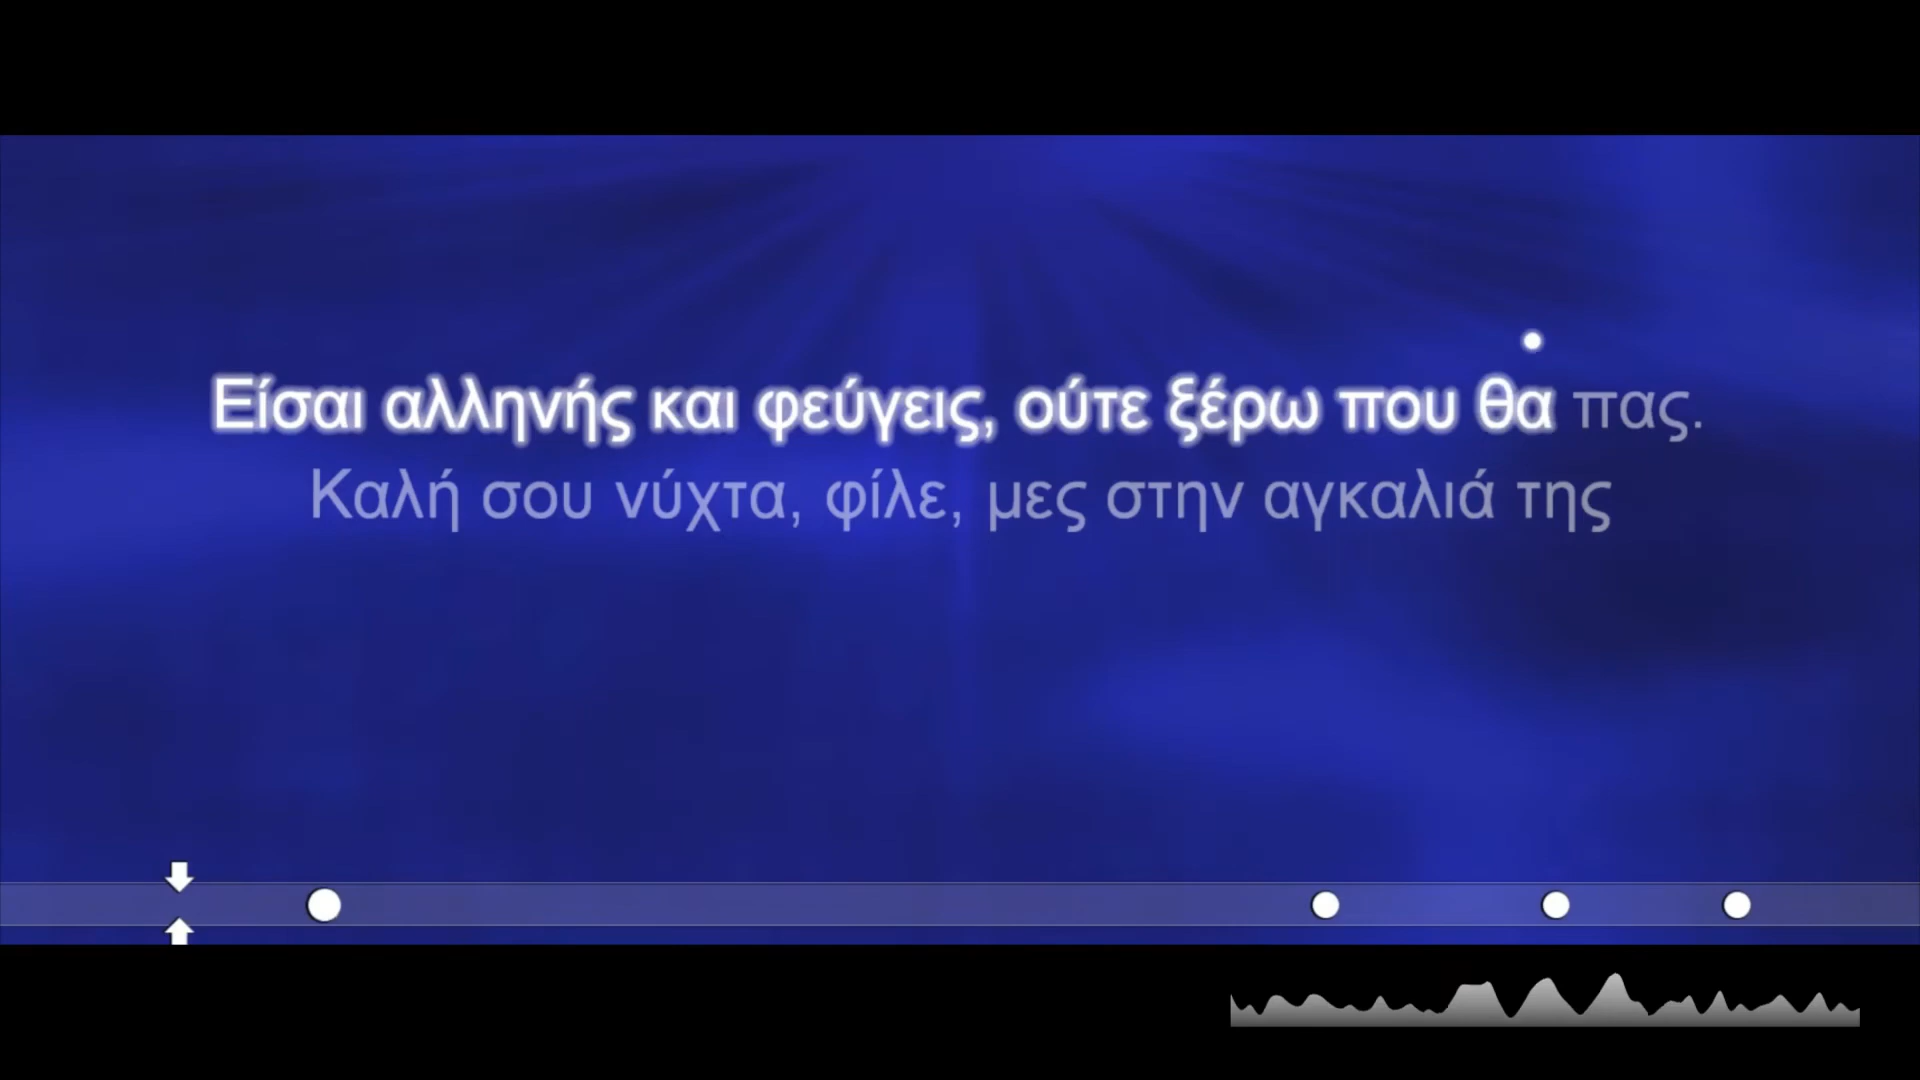 Είσαι αλληνής και φεύγεις, ούτε ξέρω που θα πας.
Καλή σου νύχτα, φίλε, μες στην αγκαλιά της